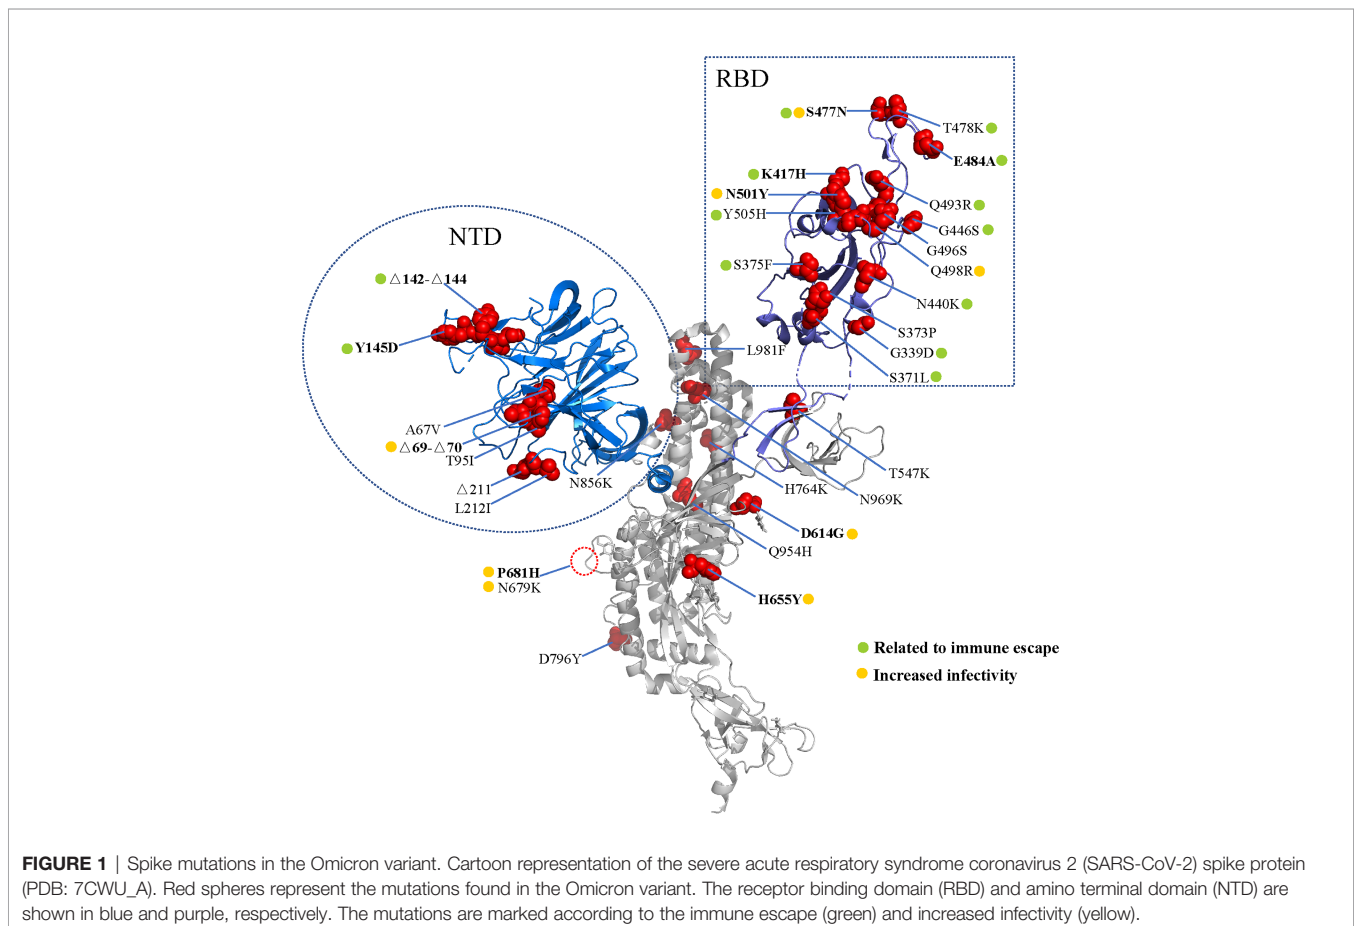 RBD
S477N
T478K
E484A
K417H
N501Y
Y505H
Q493R
G446S
G496S
Q498R
S375F
N440K
S373P
G339D
S371L
NTD
△142-△144
Y145D
A67V
△69-△70
T95I
△211
L212I
N856K
L981F
T547K
N969K
H764K
D614G
Q954H
P681H
N679K
H655Y
D796Y
Related to immune escape
Increased infectivity
FIGURE 1 | Spike mutations in the Omicron variant. Cartoon representation of the severe acute respiratory syndrome coronavirus 2 (SARS-CoV-2) spike protein
(PDB: 7CWU_A). Red spheres represent the mutations found in the Omicron variant. The receptor binding domain (RBD) and amino terminal domain (NTD) are
shown in blue and purple, respectively. The mutations are marked according to the immune escape (green) and increased infectivity (yellow).